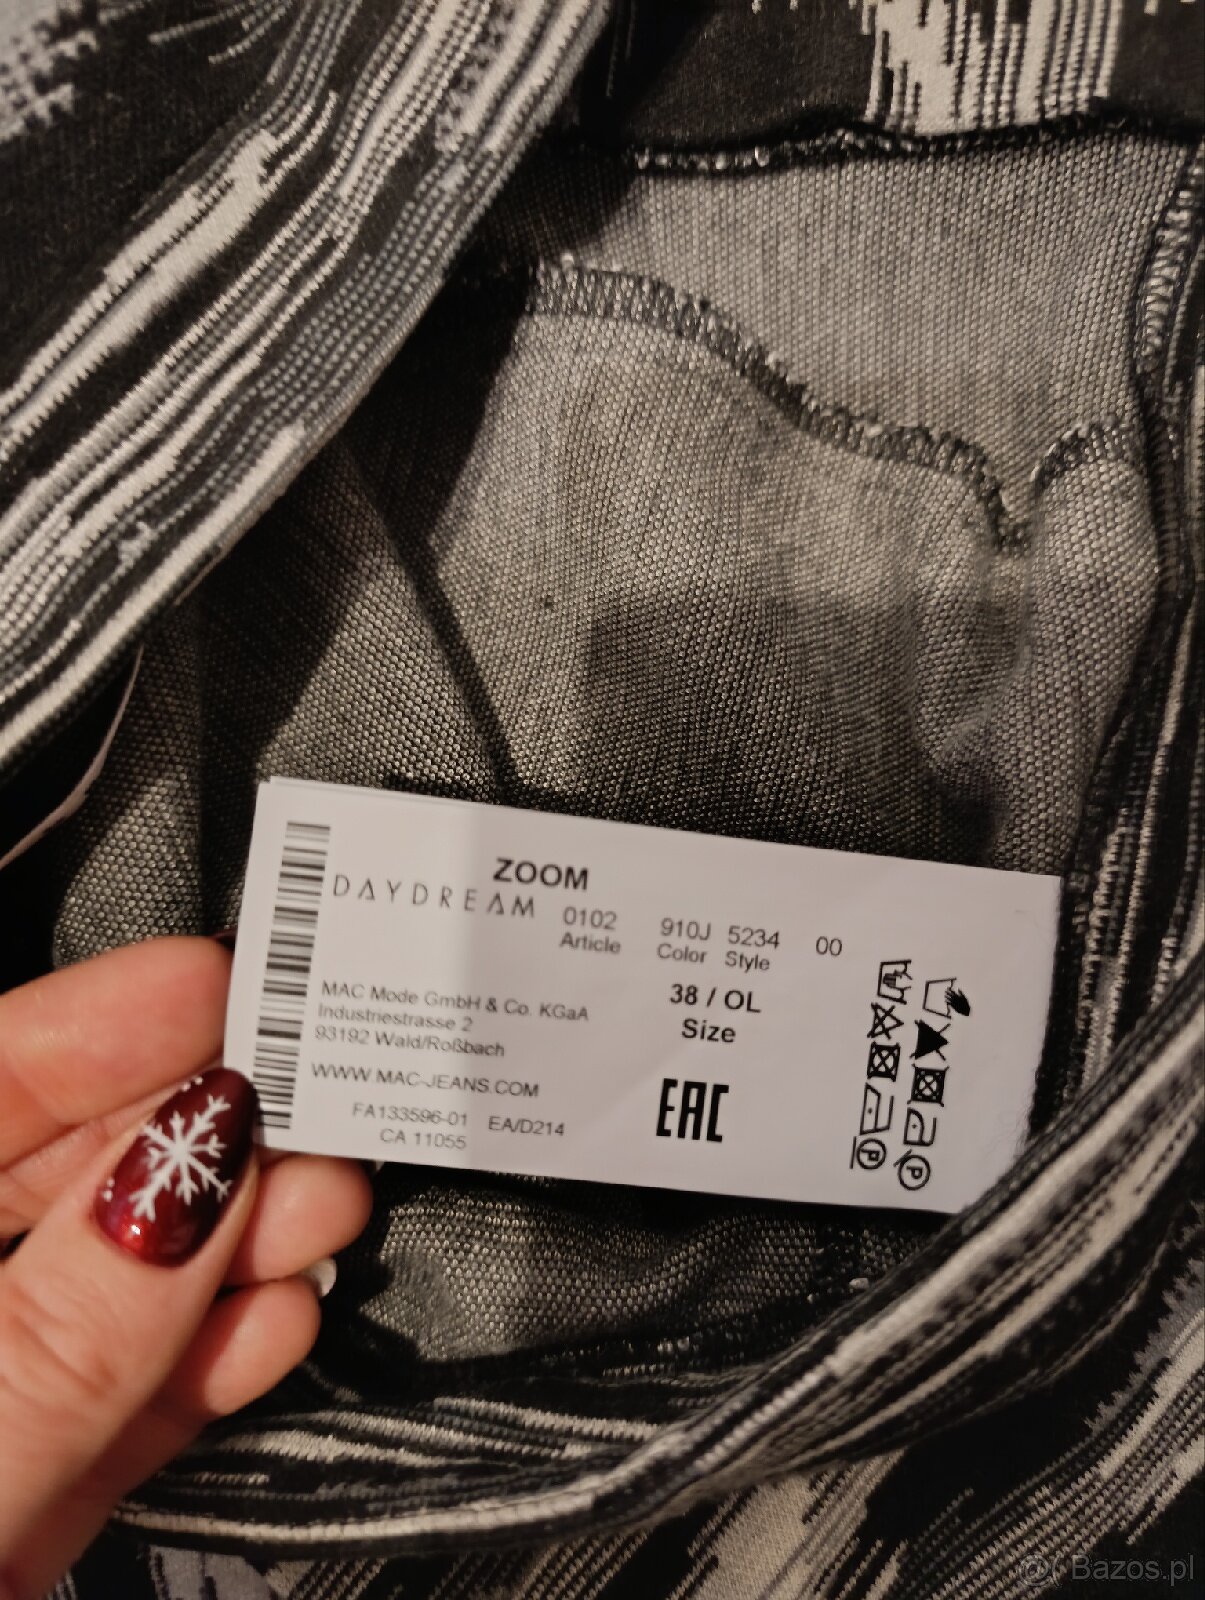 ZOOM
DAYDREAM
0102 910J 5234 00
Article Color Style
MAC Mode GmbH & Co. KGaA
Industriestrasse 2
93192 Wald/Roßbach
38 / OL
Size
WWW.MAC-JEANS.COM
FA133596-01 EA/D214
CA 11055
EAC
P
P
Bazos.pl